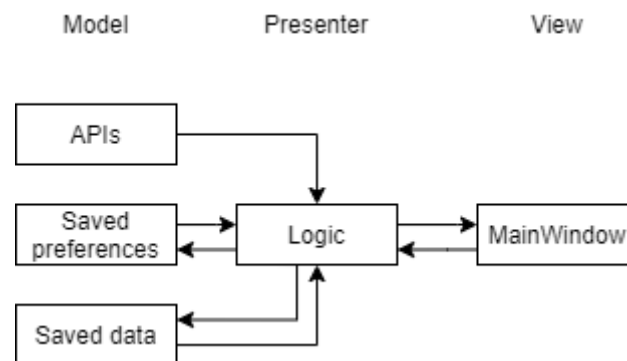 Model Presenter View
APIs
Saved
preferences
Logic
MainWindow
Saved data